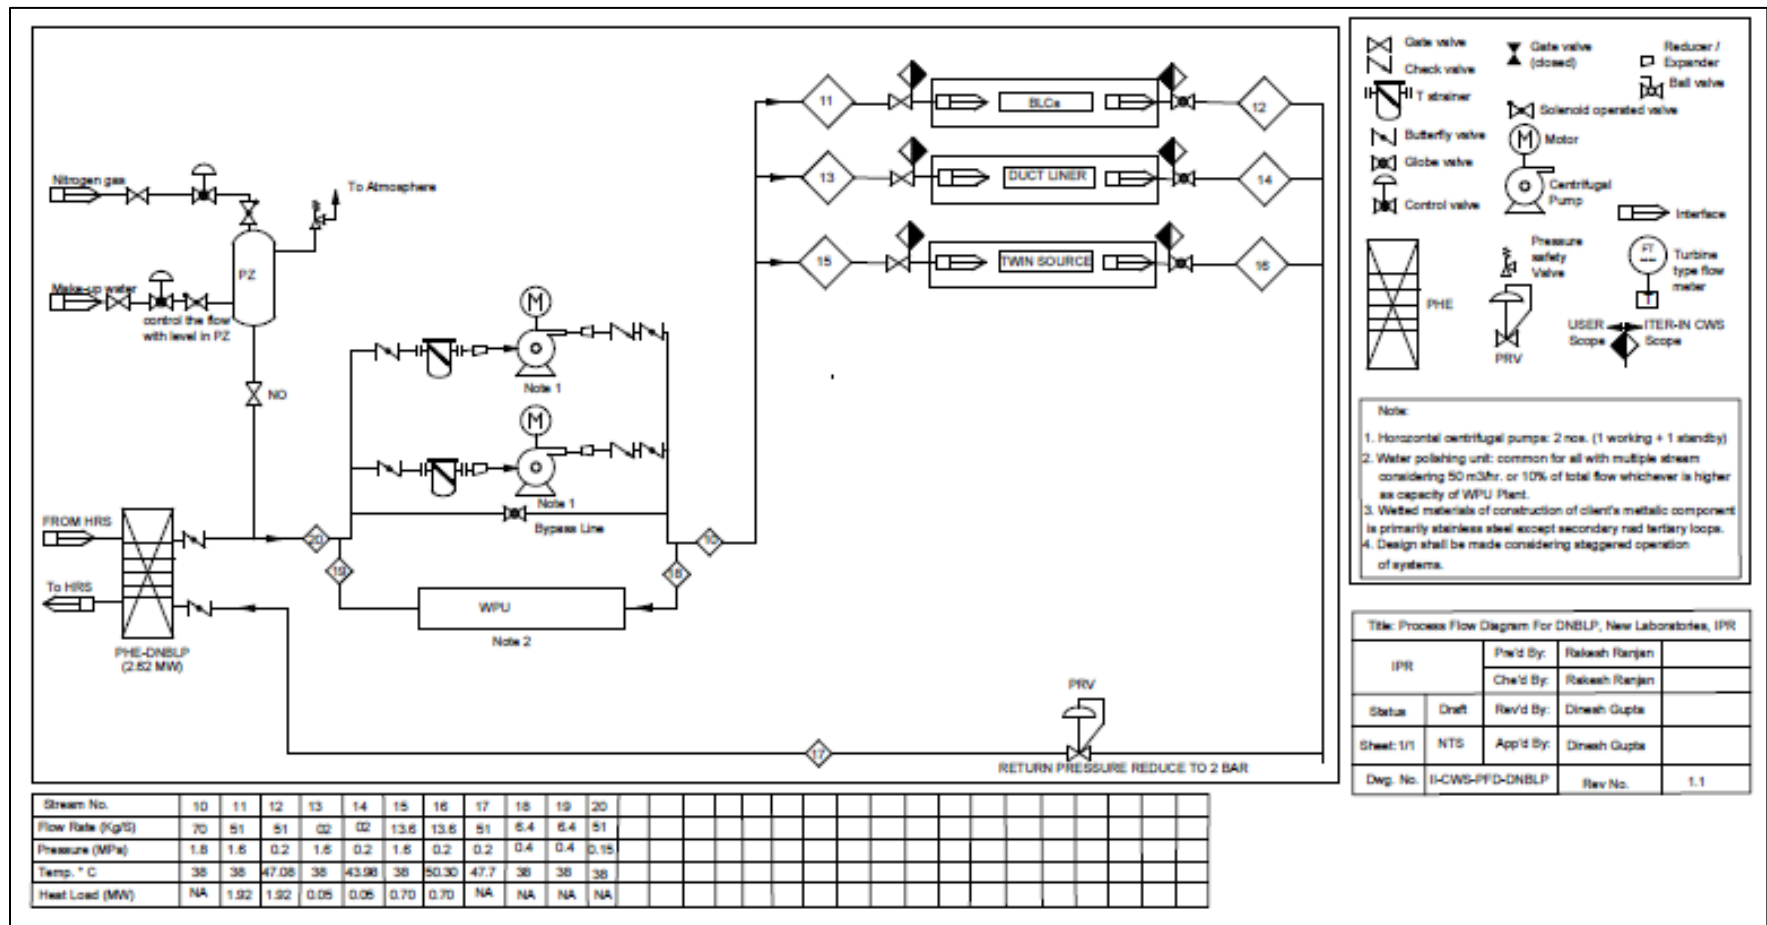 Nitrogen gas
To Atmosphere
PZ
Make-up water
control the flow
with level in PZ
NO
FROM HRS
To HRS
PHE-DNBLP
(2.62 MW)
20
19
M
Note 1
M
Note 1
Bypass Line
WPU
Note 2
10
18
11
BLCs
12
13
DUCT LINER
14
15
TWIN SOURCE
16
17
PRV
RETURN PRESSURE REDUCE TO 2 BAR
Gate valve
Check valve
T strainer
Butterfly valve
Globe valve
Control valve
PHE
Gate valve
(closed)
Solenoid operated valve
M
Motor
Centrifugal
Pump
Pressure
safety
Valve
PRV
Reducer /
Expander
Ball valve
Interface
FT
T
Turbine
type flow
meter
USER
Scope
ITER-IN CWS
Scope
Note:
1. Horozontal centrifugal pumps: 2 nos. (1 working + 1 standby)
2. Water polishing unit: common for all with multiple stream
considering 50 m3/hr. or 10% of total flow whichever is higher
as capacity of WPU Plant.
3. Wetted materials of construction of client's mettalic component
is primarily stainless steel except secondary nad tertiary loops.
4. Design shall be made considering staggered operation
of systems.
Title: Process Flow Diagram For DNBLP, New Laboratories, IPR
IPR Pre'd By: Rakesh Ranjan
Che'd By: Rakesh Ranjan
Status Draft Rev'd By: Dinesh Gupta
Sheet: 1/1 NTS App'd By: Dinesh Gupta
Dwg. No. II-CWS-PFD-DNBLP Rev No. 1.1
Stream No. 10 11 12 13 14 15 16 17 18 19 20
Flow Rate (Kg/S) 70 51 51 02 02 13.6 13.6 51 6.4 6.4 51
Pressure (MPa) 1.8 1.6 0.2 1.6 0.2 1.6 0.2 0.2 0.4 0.4 0.15
Temp. ° C 38 38 47.08 38 43.98 38 50.30 47.7 38 38 38
Heat Load (MW) NA 1.92 1.92 0.05 0.05 0.70 0.70 NA NA NA NA